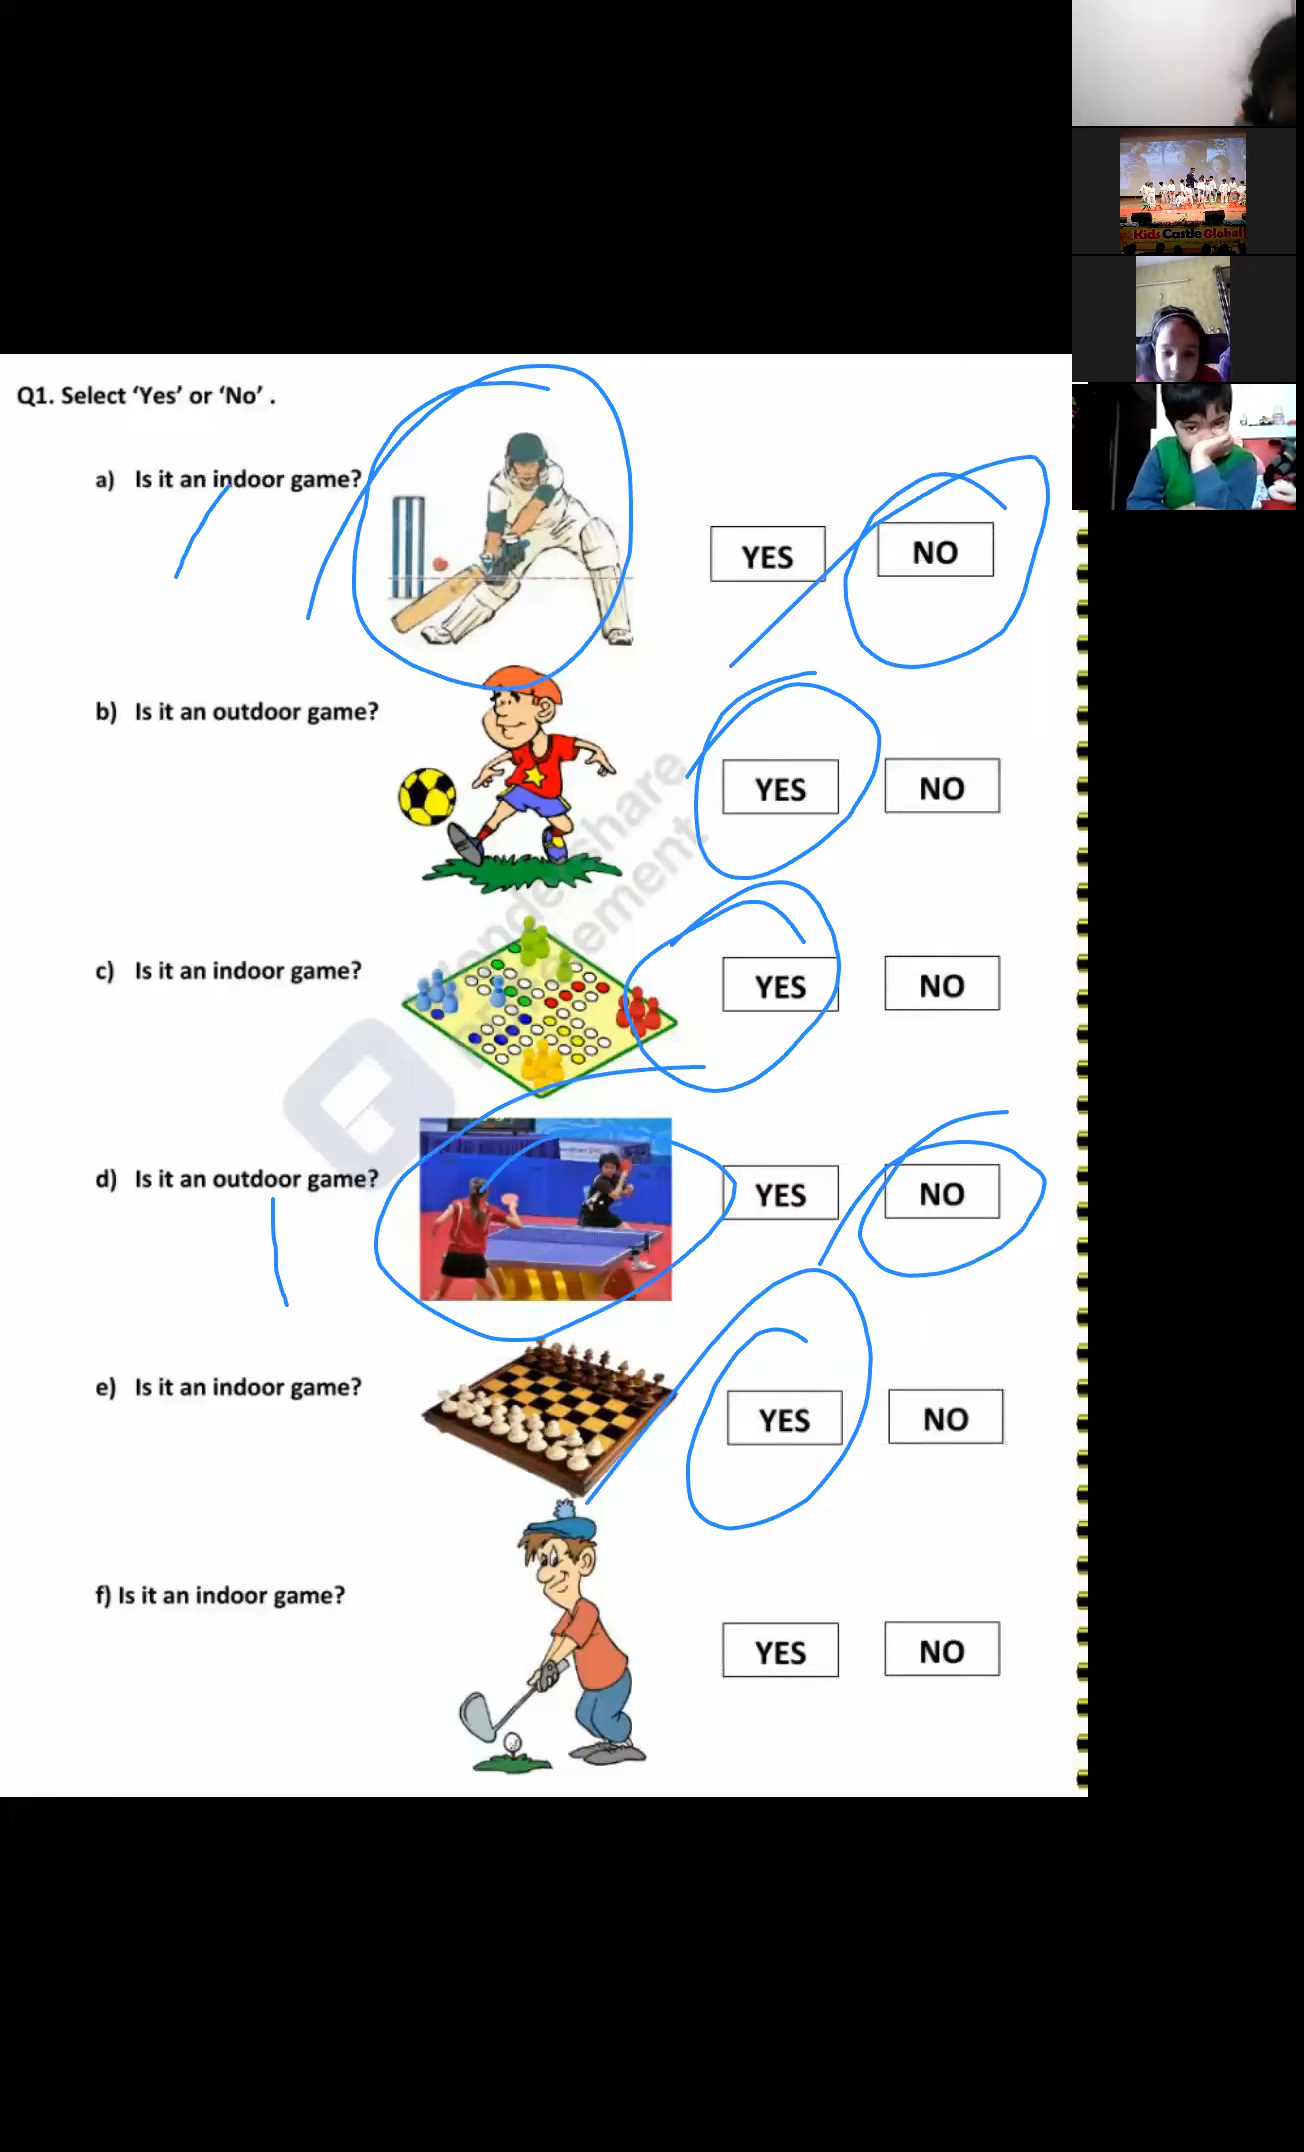 Kids Castle Global
Q1. Select ‘Yes’ or ‘No’ .
a) Is it an indoor game?
YES NO
b) Is it an outdoor game?
YES NO
c) Is it an indoor game?
YES NO
d) Is it an outdoor game?
YES NO
e) Is it an indoor game?
YES NO
f) Is it an indoor game?
YES NO